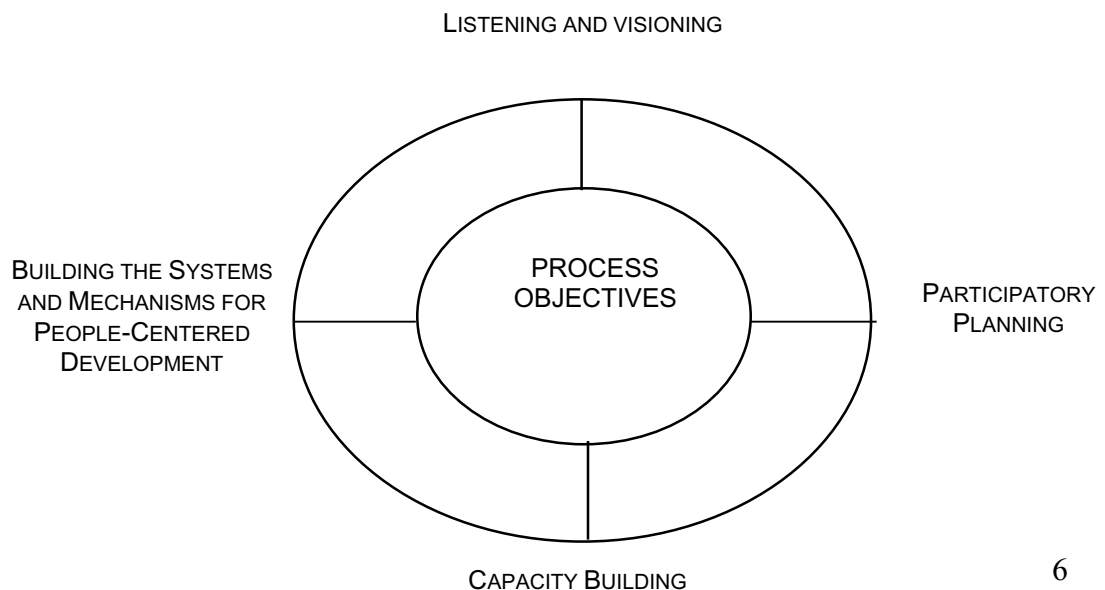 LISTENING AND VISIONING
PROCESS
OBJECTIVES
BUILDING THE SYSTEMS
AND MECHANISMS FOR
PEOPLE-CENTERED
DEVELOPMENT
PARTICIPATORY
PLANNING
CAPACITY BUILDING
6